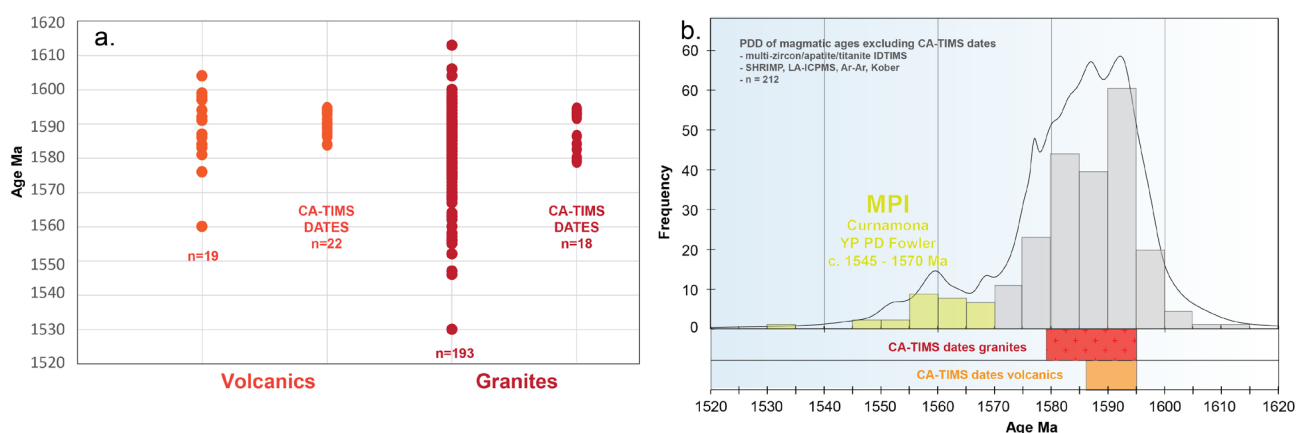 a.
Age Ma
1620
1610
1600
1590
1580
1570
1560
1550
1540
1530
1520
n=19
CA-TIMS
DATES
n=22
n=193
CA-TIMS
DATES
n=18
Volcanics
Granites
b.
Frequency
60
60
50
40
30
20
10
0
PDD of magmatic ages excluding CA-TIMS dates
- multi-zircon/apatite/titanite IDTIMS
- SHRIMP, LA-ICPMS, Ar-Ar, Kober
- n = 212
MPI
Curnamona
YP PD Fowler
c. 1545 - 1570 Ma
CA-TIMS dates granites
CA-TIMS dates volcanics
1520 1530 1540 1550 1560 1570 1580 1590 1600 1610 1620
Age Ma